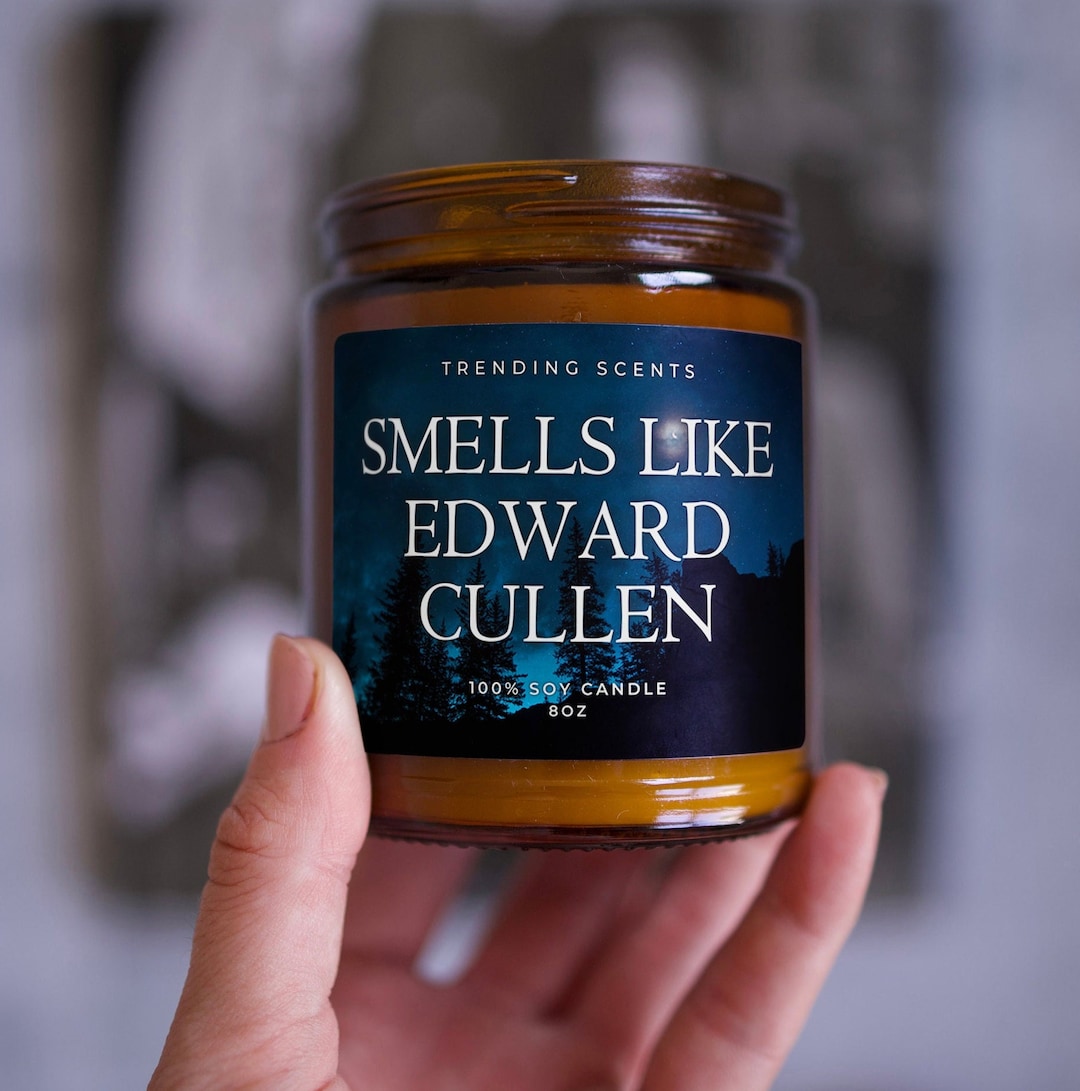 TRENDING SCENTS
SMELLS LIKE
EDWARD
CULLEN
100% SOY CANDLE
8OZ